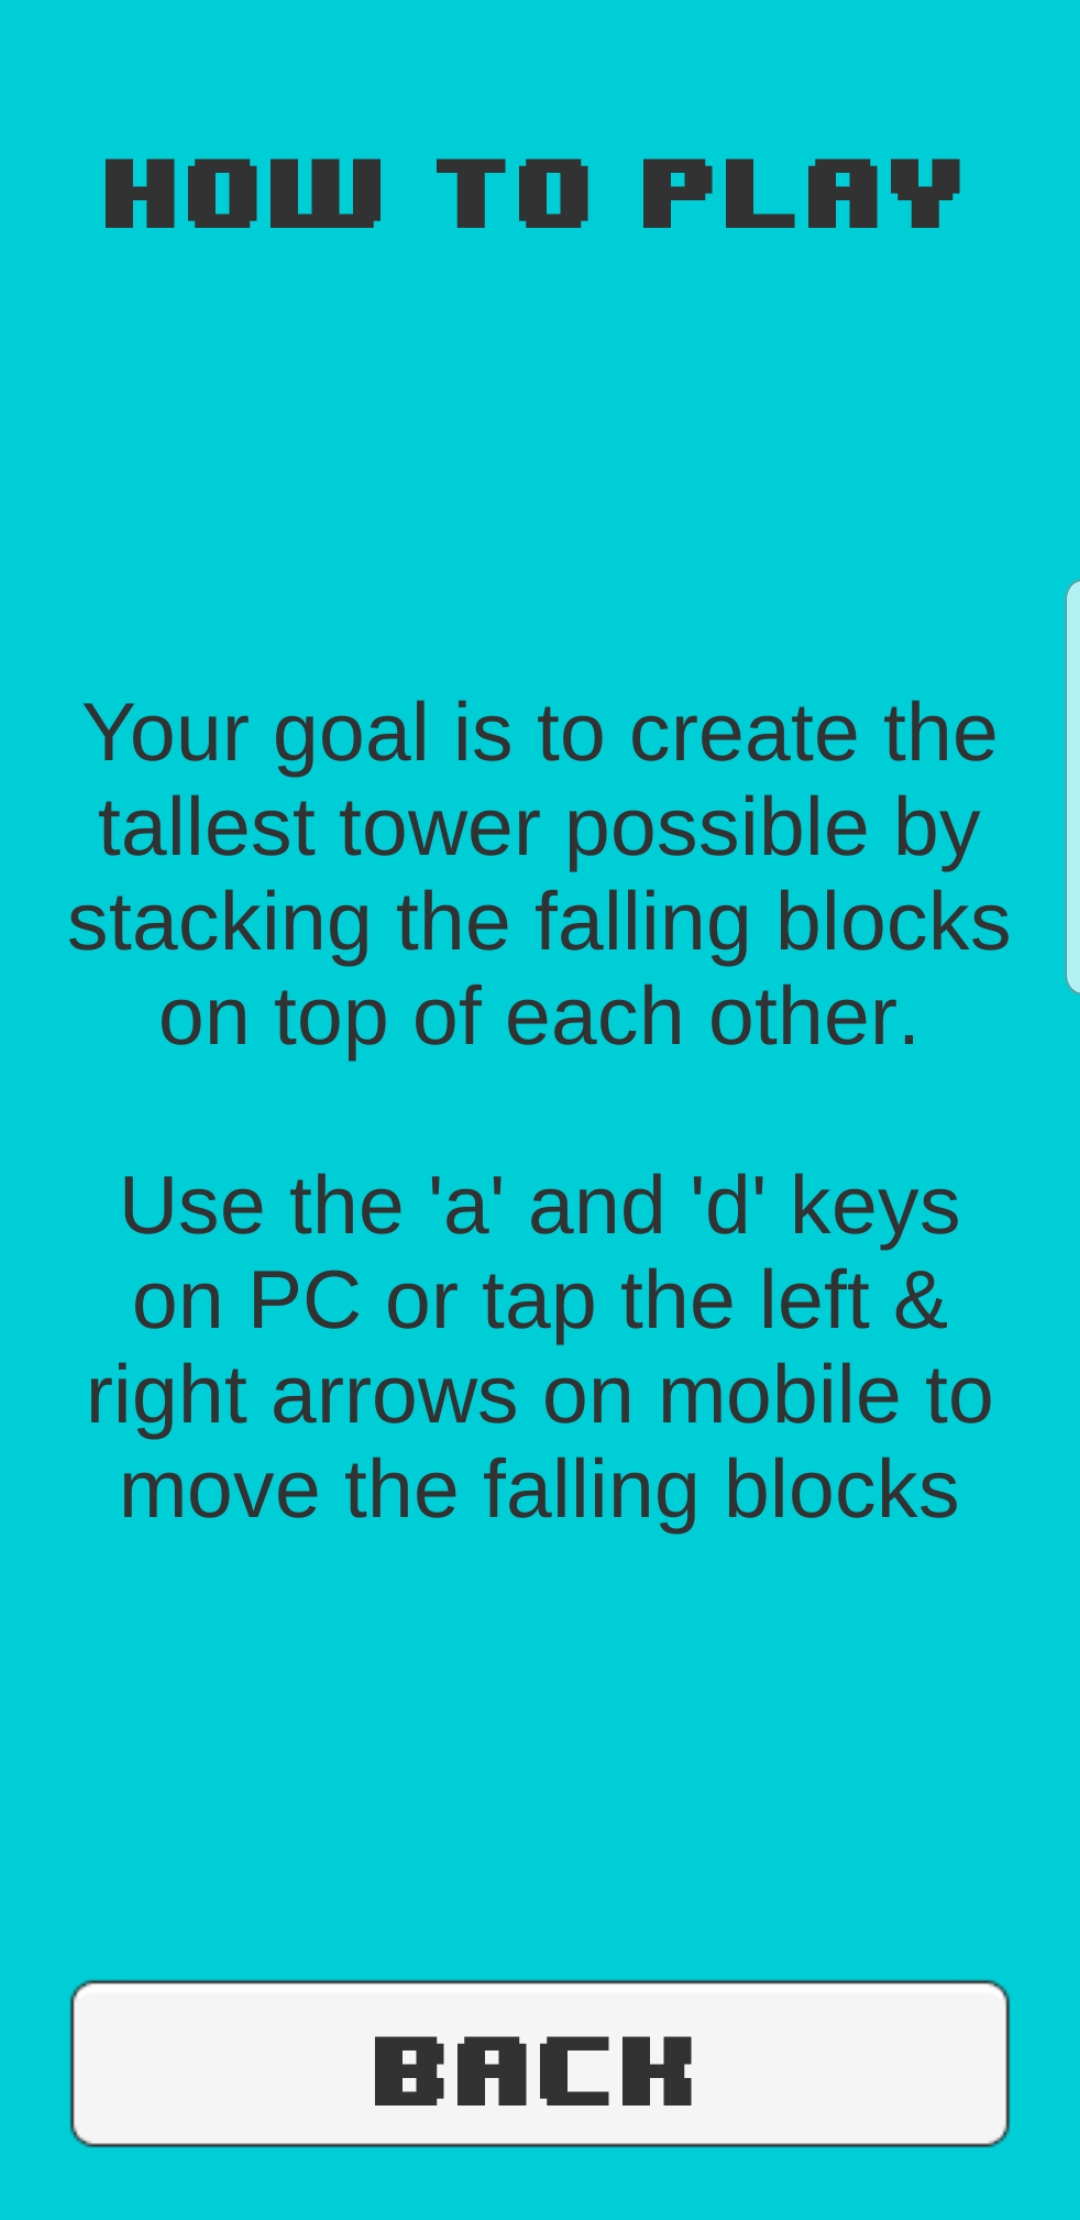 HOW TO PLAY
Your goal is to create the
tallest tower possible by
stacking the falling blocks
on top of each other.
Use the 'a' and 'd' keys
on PC or tap the left &
right arrows on mobile to
move the falling blocks
BACK